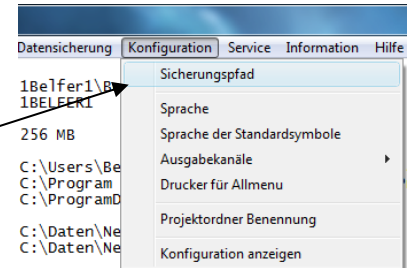 Datensicherung Konfiguration Service Information Hilfe
Sicherungspfad
1Belfer1\B
1BELFER1
Sprache
256 MB
Sprache der Standardsymbole
Ausgabekanäle
C:\Users\Be
C:\Program
Drucker für Allmenu
C:\ProgramD
Projektordner Benennung
C:\Daten\Ne
C:\Daten\Ne
Konfiguration anzeigen